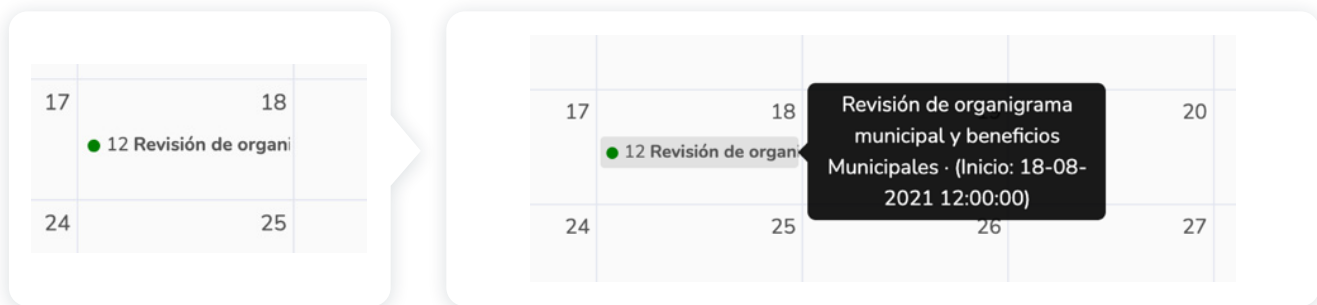 17 18
12 Revisión de organi
24 25
17 18 20
12 Revisión de organi
Revisión de organigrama
municipal y beneficios
Municipales · (Inicio: 18-08-
2021 12:00:00)
24 25 26 27